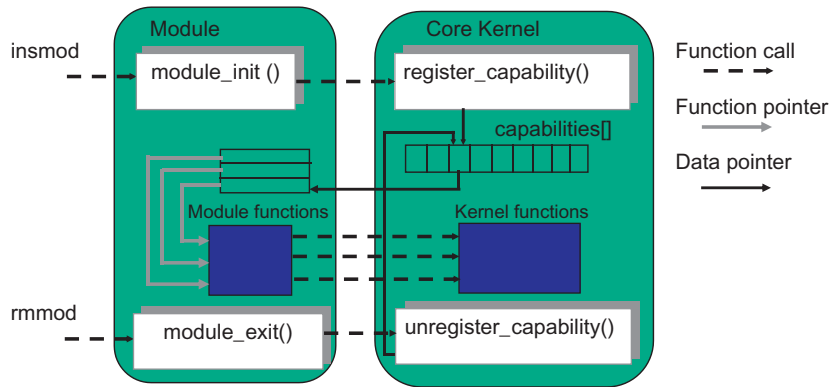 Module
Core Kernel
insmod
module_init ()
register_capability()
Function call
Function pointer
Data pointer
capabilities[]
Module functions
Kernel functions
rmmod
module_exit()
unregister_capability()